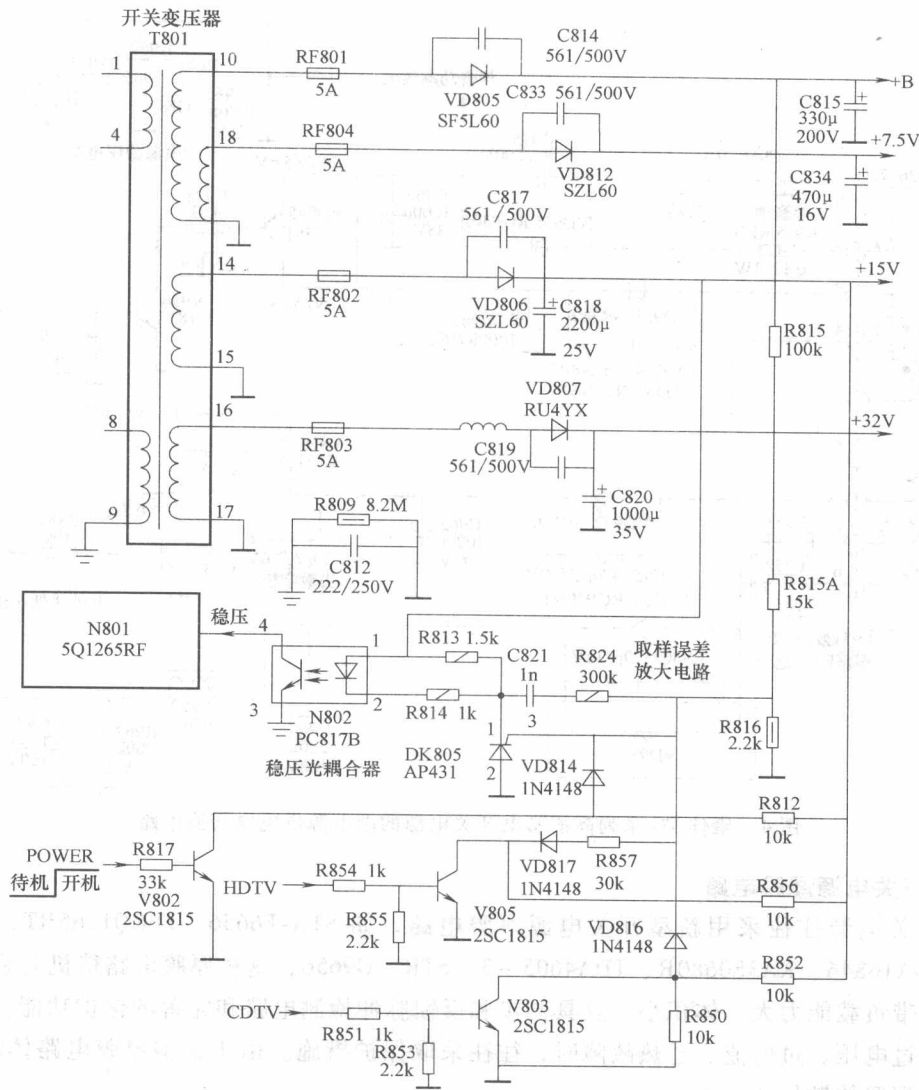 开关变压器
T801
1
10
RF801
5A
C814
561/500V
VD805
SF5L60
C833 561/500V
+B
C815
330μ
200V
4
18
RF804
5A
VD812
SZL60
+7.5V
C834
470μ
16V
C817
561/500V
14
RF802
5A
VD806
SZL60
C818
2200μ
25V
+15V
15
R815
100k
8
16
RF803
5A
VD807
RU4YX
C819
561/500V
+32V
C820
1000μ
35V
9
17
R809 8.2M
C812
222/250V
R815A
15k
N801
5Q1265RF
稳压
4
1
3
2
N802
PC817B
稳压光耦合器
R813 1.5k
R814 1k
C821
1n
R824
300k
取样误差
放大电路
1
3
2
DK805
AP431
VD814
1N4148
R816
2.2k
R812
10k
POWER
待机
开机
R817
33k
V802
2SC1815
HDTV
R854 1k
R855
2.2k
V805
2SC1815
VD817
1N4148
R857
30k
R856
10k
VD816
1N4148
R852
10k
CDTV
R851 1k
R853
2.2k
V803
2SC1815
R850
10k